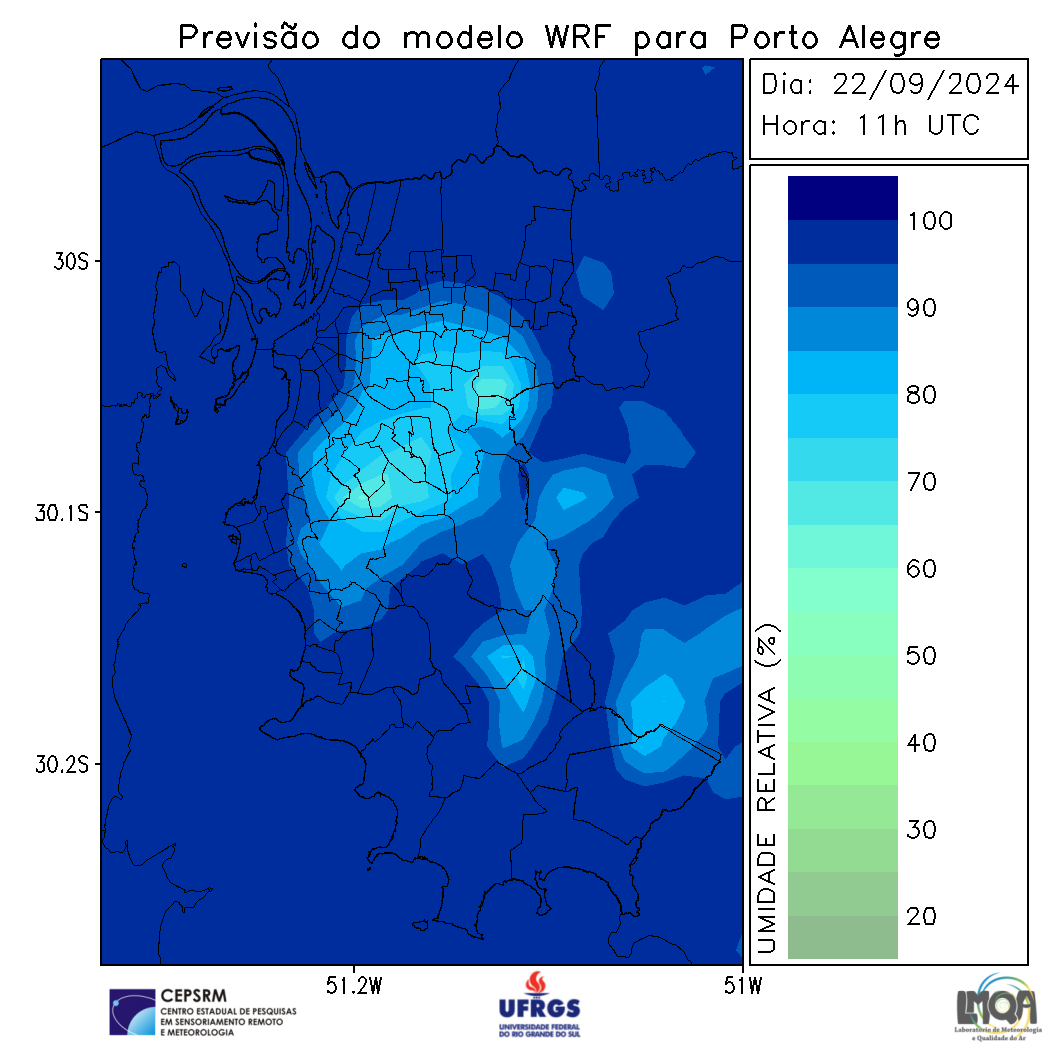 Previsão do modelo WRF para Porto Alegre
Dia: 22/09/2024
Hora: 11h UTC
100
90
80
70
60
50
40
30
20
UMIDADE RELATIVA (%)
30S
30.1S
30.2S
51.2W
51W
CEPSRM
CENTRO ESTADUAL DE PESQUISAS
EM SENSORIAMENTO REMOTO
E METEOROLOGIA
UFRGS
UNIVERSIDADE FEDERAL
DO RIO GRANDE DO SUL
LMQA
Laboratório de Meteorologia
e Qualidade do Ar